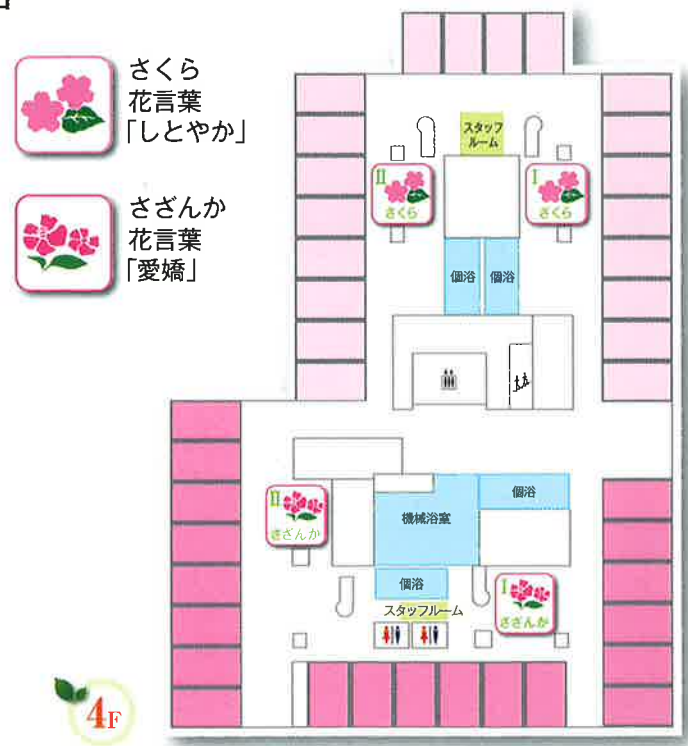 さくら
花言葉
「しとやか」
さざんか
花言葉
「愛嬌」
スタッフ
ルーム
II
さくら
I
さくら
個浴
個浴
個浴
機械浴室
II
さざんか
個浴
スタッフルーム
I
さざんか
4F